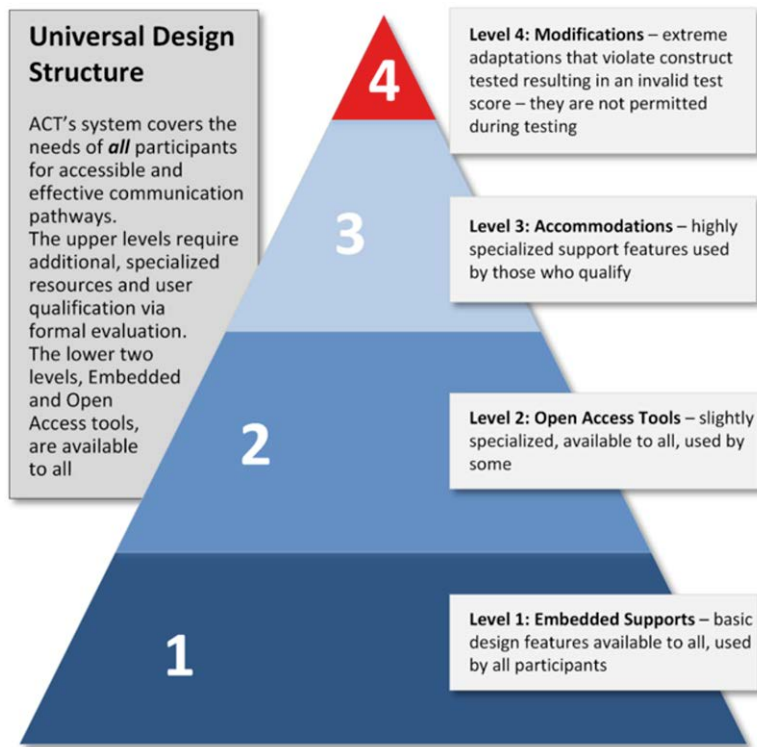 Universal Design
Structure
ACT’s system covers the
needs of all participants
for accessible and
effective communication
pathways.
The upper levels require
additional, specialized
resources and user
qualification via
formal evaluation.
The lower two
levels, Embedded
and Open
Access tools,
are available
to all
4
Level 4: Modifications – extreme
adaptations that violate construct
tested resulting in an invalid test
score – they are not permitted
during testing
3
Level 3: Accommodations – highly
specialized support features used
by those who qualify
2
Level 2: Open Access Tools – slightly
specialized, available to all, used by
some
1
Level 1: Embedded Supports – basic
design features available to all, used
by all participants